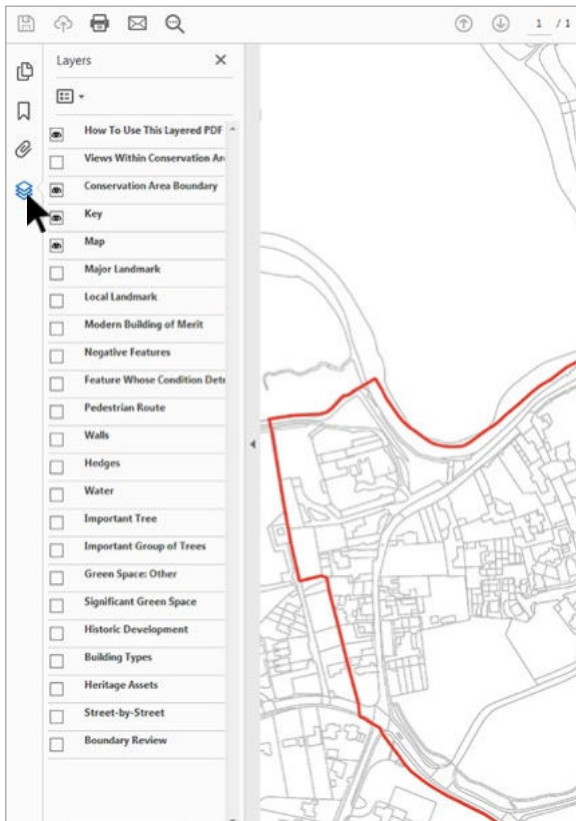 1 / 1
Layers
How To Use This Layered PDF
Views Within Conservation Are
Conservation Area Boundary
Key
Map
Major Landmark
Local Landmark
Modern Building of Merit
Negative Features
Feature Whose Condition Detr
Pedestrian Route
Walls
Hedges
Water
Important Tree
Important Group of Trees
Green Space: Other
Significant Green Space
Historic Development
Building Types
Heritage Assets
Street-by-Street
Boundary Review